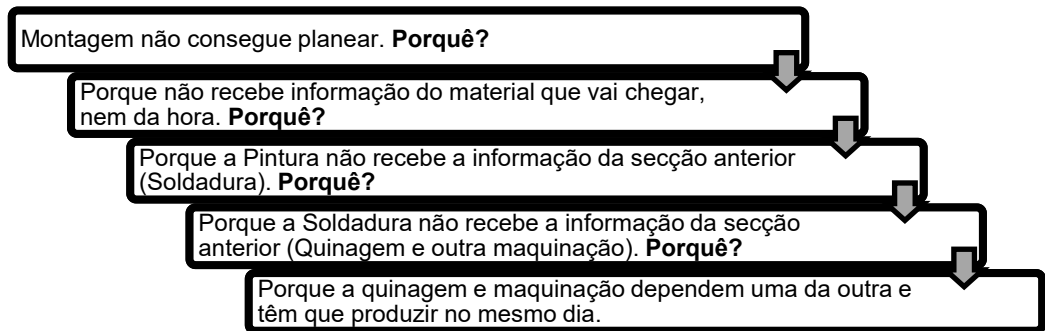 Montagem não consegue planear. Porquê?
Porque não recebe informação do material que vai chegar,
nem da hora. Porquê?
Porque a Pintura não recebe a informação da secção anterior
(Soldadura). Porquê?
Porque a Soldadura não recebe a informação da secção
anterior (Quinagem e outra maquinação). Porquê?
Porque a quinagem e maquinação dependem uma da outra e
têm que produzir no mesmo dia.